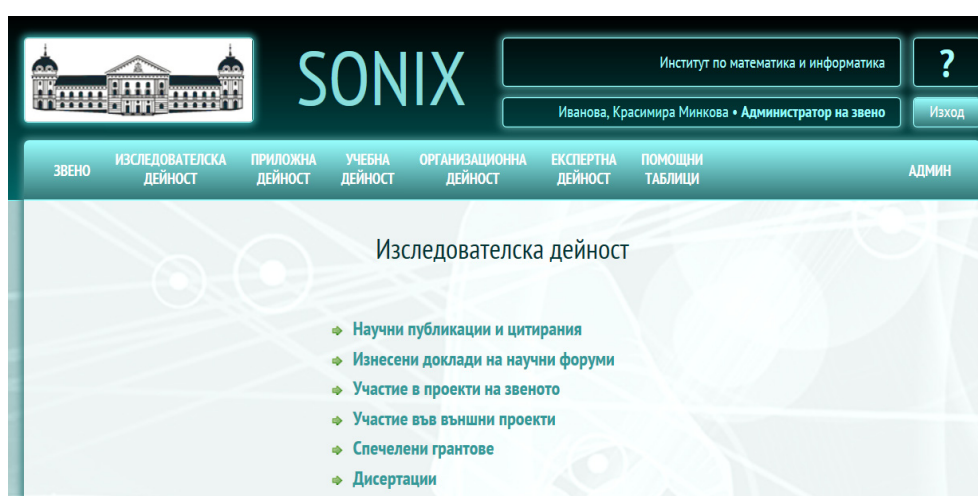 SONIX
Институт по математика и информатика
?
Иванова, Красимира Минкова • Администратор на звено
Изход
ЗВЕНО
ИЗСЛЕДОВАТЕЛСКА
ДЕЙНОСТ
ПРИЛОЖНА
ДЕЙНОСТ
УЧЕБНА
ДЕЙНОСТ
ОРГАНИЗАЦИОННА
ДЕЙНОСТ
ЕКСПЕРТНА
ДЕЙНОСТ
ПОМОЩНИ
ТАБЛИЦИ
АДМИН
Изследователска дейност
Научни публикации и цитирания
Изнесени доклади на научни форуми
Участие в проекти на звеното
Участие във външни проекти
Спечелени грантове
Дисертации